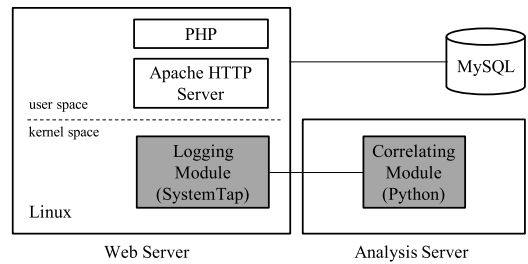 PHP
Apache HTTP
Server
MySQL
user space
kernel space
Logging
Module
(SystemTap)
Correlating
Module
(Python)
Linux
Web Server
Analysis Server